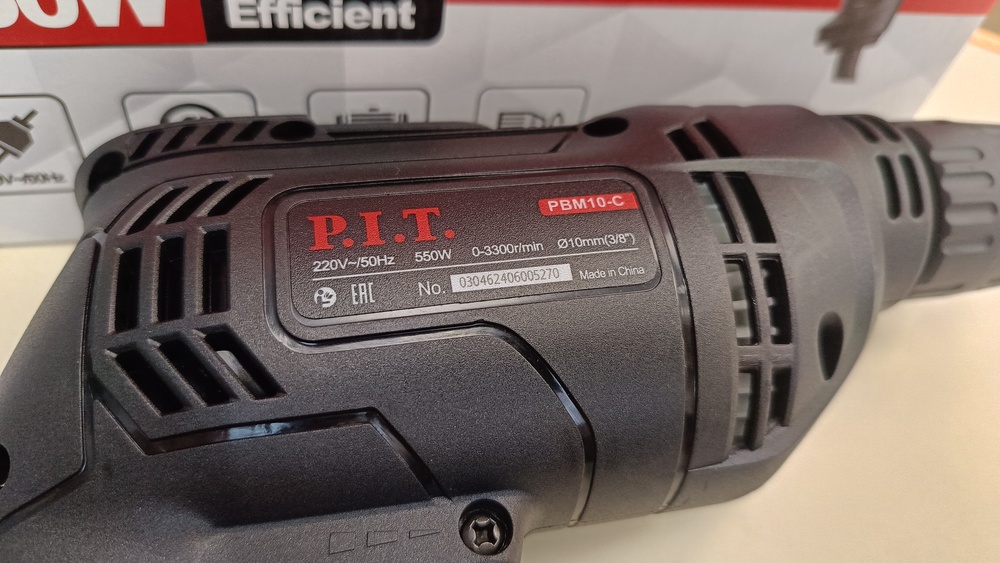 Efficient
P.I.T.
PBM10-C
220V~/50Hz 550W 0-3300r/min Ø10mm(3/8")
EAC
No. 030462406005270 Made in China